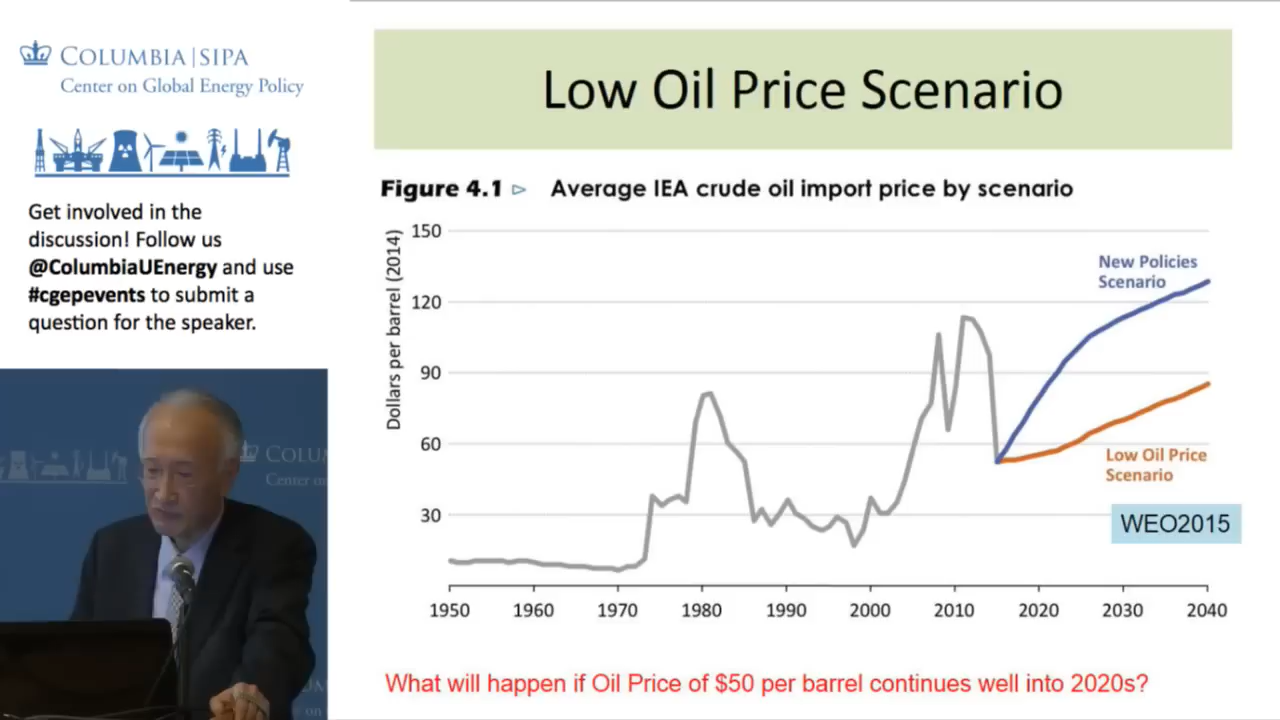 COLUMBIA | SIPA
Center on Global Energy Policy
Get involved in the
discussion! Follow us
@ColumbiaUEnergy and use
#cgepevents to submit a
question for the speaker.
COLU
Center on
on
Low Oil Price Scenario
Figure 4.1 ▷ Average IEA crude oil import price by scenario
Dollars per barrel (2014)
150
120
90
60
30
New Policies
Scenario
Low Oil Price
Scenario
WEO2015
1950 1960 1970 1980 1990 2000 2010 2020 2030 2040
What will happen if Oil Price of $50 per barrel continues well into 2020s?